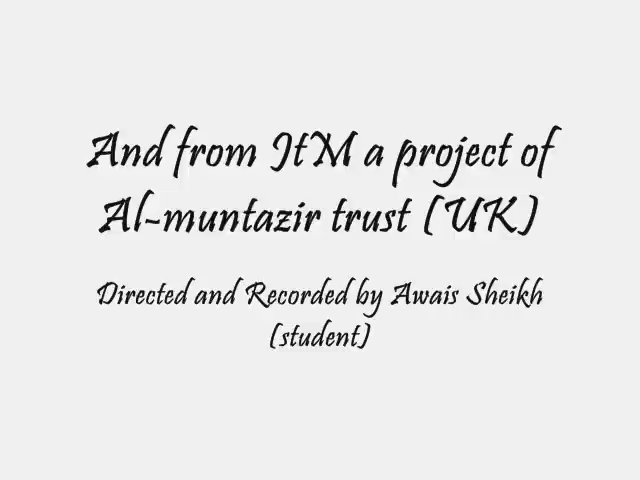 And from ItM a project of
Al-muntazir trust (UK)
Directed and Recorded by Awais Sheikh
(student)